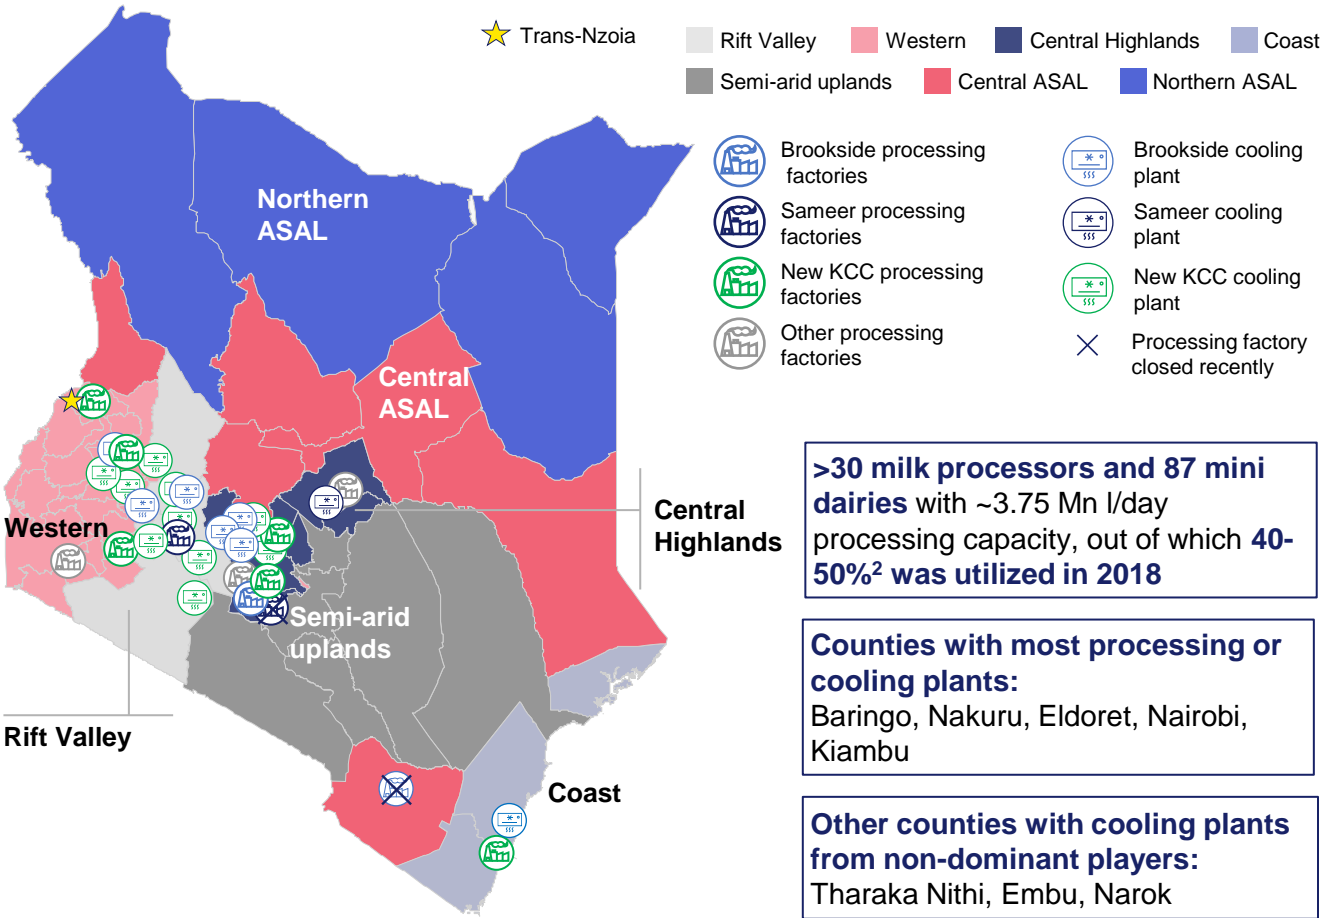 Trans-Nzoia
Rift Valley
Western
Central Highlands
Coast
Semi-arid uplands
Central ASAL
Northern ASAL
Brookside processing
factories
Brookside cooling
plant
Sameer processing
factories
Sameer cooling
plant
New KCC processing
factories
New KCC cooling
plant
Other processing
factories
Processing factory
closed recently
Northern
ASAL
Central
ASAL
Western
Central
Highlands
Semi-arid
uplands
Rift Valley
Coast
>30 milk processors and 87 mini
dairies with ~3.75 Mn l/day
processing capacity, out of which 40-
50%² was utilized in 2018
Counties with most processing or
cooling plants:
Baringo, Nakuru, Eldoret, Nairobi,
Kiambu
Other counties with cooling plants
from non-dominant players:
Tharaka Nithi, Embu, Narok